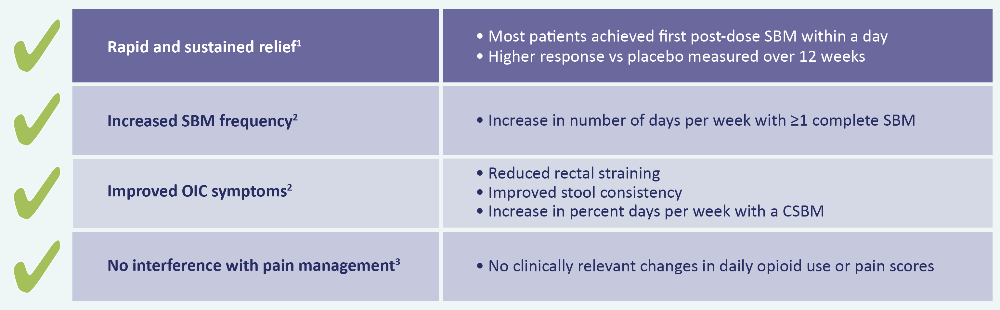 Rapid and sustained relief¹
• Most patients achieved first post-dose SBM within a day
• Higher response vs placebo measured over 12 weeks
Increased SBM frequency²
• Increase in number of days per week with ≥1 complete SBM
Improved OIC symptoms²
• Reduced rectal straining
• Improved stool consistency
• Increase in percent days per week with a CSBM
No interference with pain management³
• No clinically relevant changes in daily opioid use or pain scores